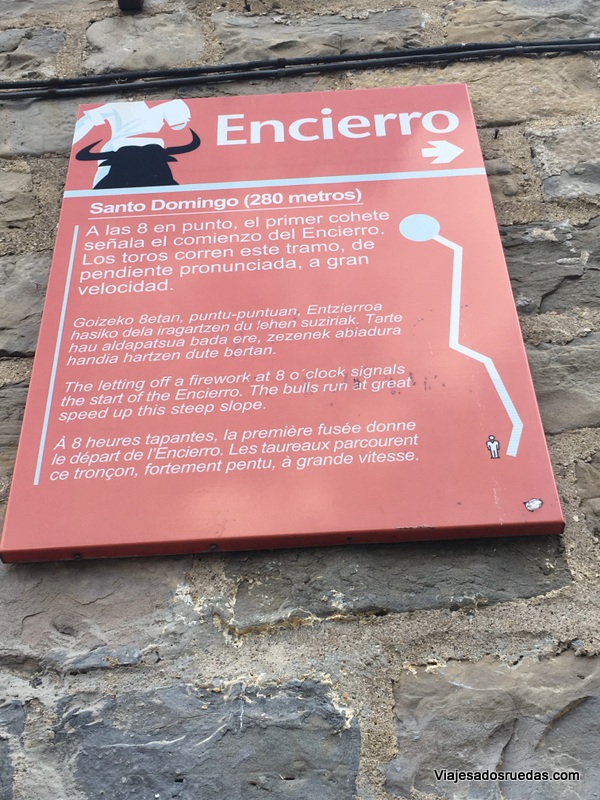 Encierro
Santo Domingo (280 metros)
A las 8 en punto, el primer cohete
señala el comienzo del Encierro.
Los toros corren este tramo, de
pendiente pronunciada, a gran
velocidad.
Goizeko 8etan, puntu-puntuan, Entzierroa
hasiko dela iragartzen du lehen suziriak. Tarte
hau aldapatsua bada ere, zezenek abiadura
handia hartzen dute bertan.
The letting off a firework at 8 o´clock signals
the start of the Encierro. The bulls run at great
speed up this steep slope.
À 8 heures tapantes, la première fusée donne
le départ de l'Encierro. Les taureaux parcourent
ce tronçon, fortement pentu, à grande vitesse.
Viajesadosruedas.com